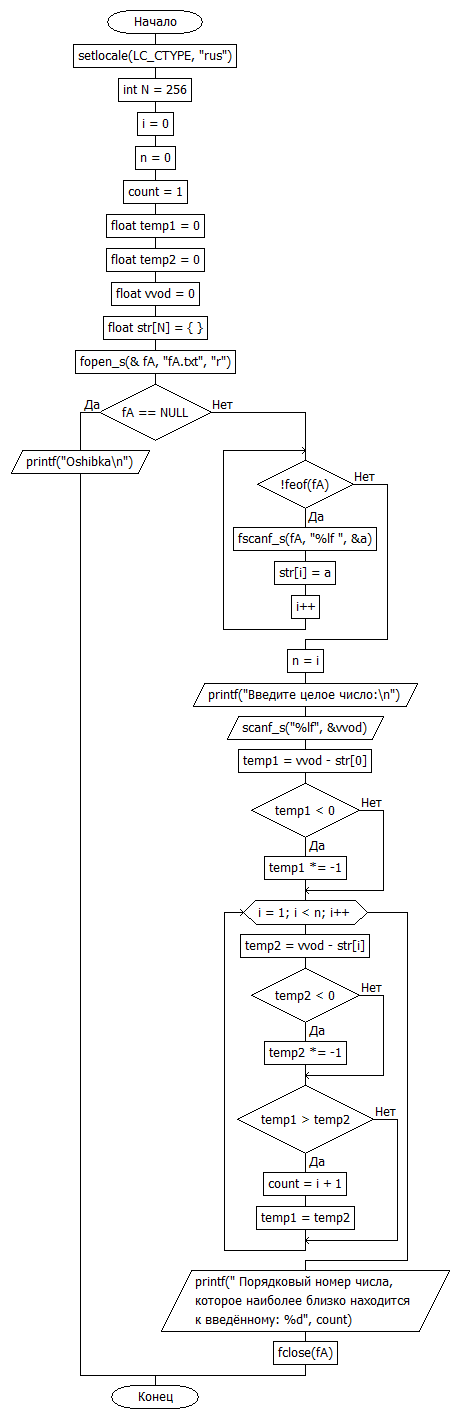 Начало
setlocale(LC_CTYPE, "rus")
int N = 256
i = 0
n = 0
count = 1
float temp1 = 0
float temp2 = 0
float vvod = 0
float str[N] = { }
fopen_s(& fA, "fA.txt", "r")
Да
fA == NULL
Нет
printf("Oshibka\n")
!feof(fA)
Нет
Да
fscanf_s(fA, "%lf ", &a)
str[i] = a
i++
n = i
printf("Введите целое число:\n")
scanf_s("%lf", &vvod)
temp1 = vvod - str[0]
temp1 < 0
Нет
Да
temp1 *= -1
i = 1; i < n; i++
temp2 = vvod - str[i]
temp2 < 0
Нет
Да
temp2 *= -1
temp1 > temp2
Нет
Да
count = i + 1
temp1 = temp2
printf(" Порядковый номер числа,
которое наиболее близко находится
к введённому: %d", count)
fclose(fA)
Конец